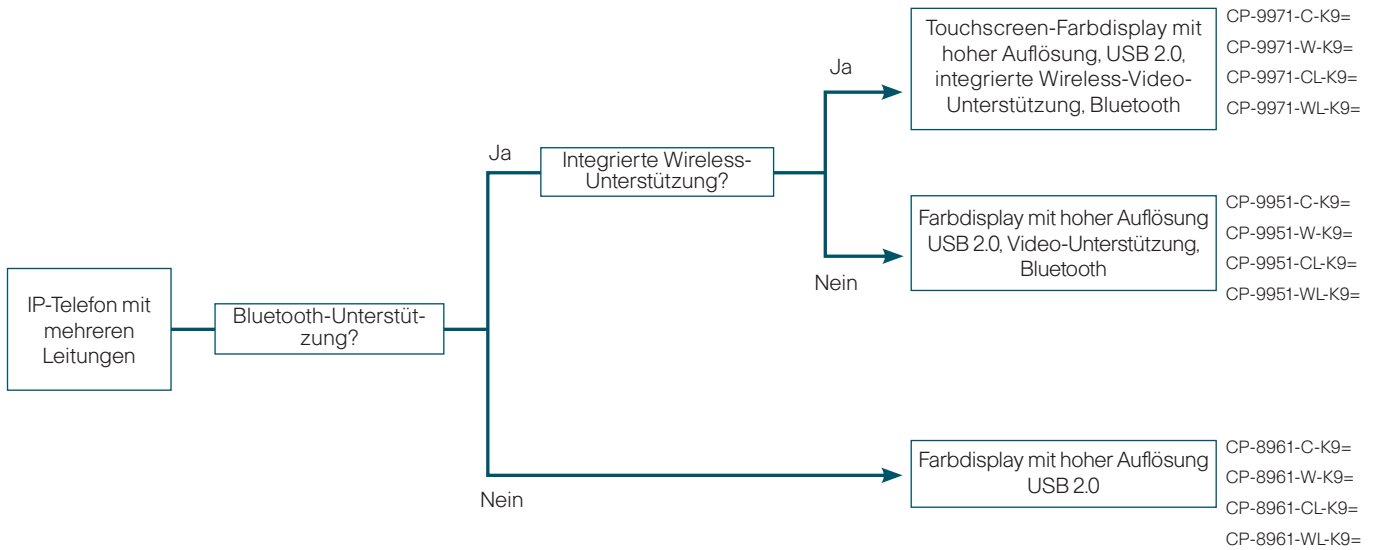 IP-Telefon mit
mehreren
Leitungen
Bluetooth-Unterstüt-
zung?
Ja
Integrierte Wireless-
Unterstützung?
Ja
Touchscreen-Farbdisplay mit
hoher Auflösung, USB 2.0,
integrierte Wireless-Video-
Unterstützung, Bluetooth
CP-9971-C-K9=
CP-9971-W-K9=
CP-9971-CL-K9=
CP-9971-WL-K9=
Nein
Farbdisplay mit hoher Auflösung
USB 2.0, Video-Unterstützung,
Bluetooth
CP-9951-C-K9=
CP-9951-W-K9=
CP-9951-CL-K9=
CP-9951-WL-K9=
Nein
Farbdisplay mit hoher Auflösung
USB 2.0
CP-8961-C-K9=
CP-8961-W-K9=
CP-8961-CL-K9=
CP-8961-WL-K9=